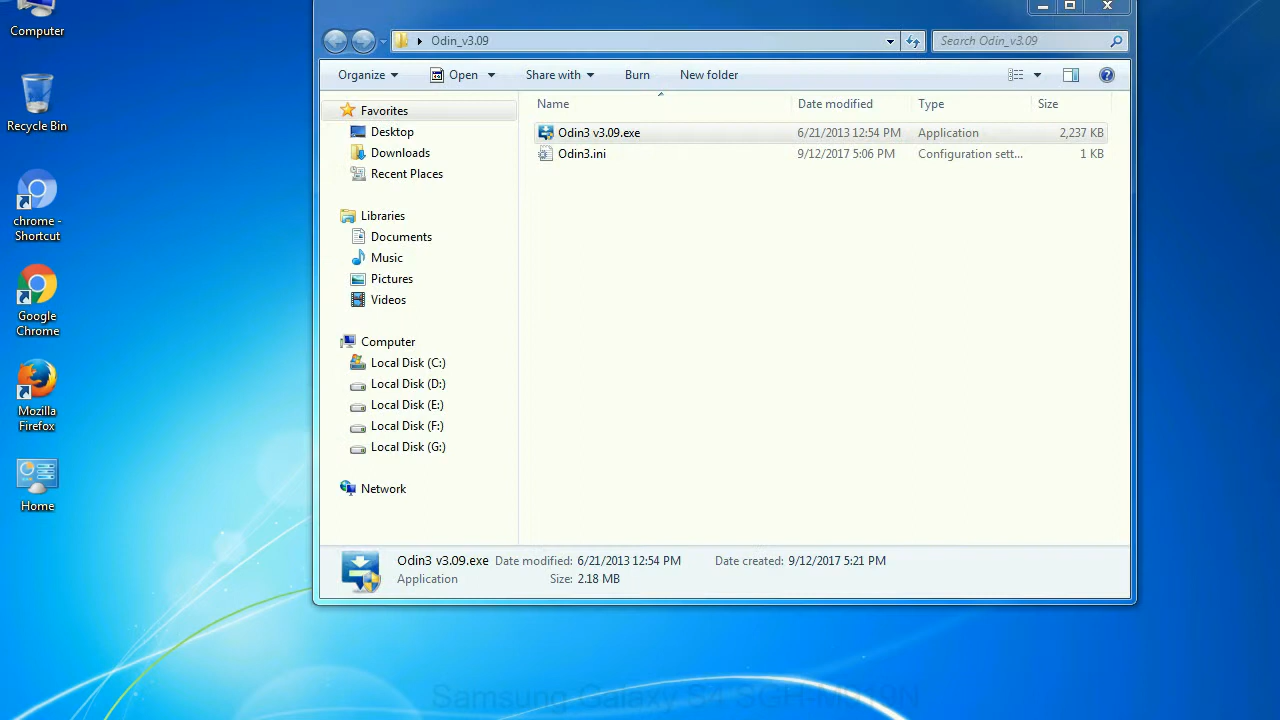 Computer
Recycle Bin
chrome -
Shortcut
Google
Chrome
Mozilla
Firefox
Home
Odin_v3.09
Search Odin_v3.09
Organize Open Share with Burn New folder
Name Date modified Type Size
Odin3 v3.09.exe 6/21/2013 12:54 PM Application 2,237 KB
Odin3.ini 9/12/2017 5:06 PM Configuration sett... 1 KB
Favorites
Desktop
Downloads
Recent Places
Libraries
Documents
Music
Pictures
Videos
Computer
Local Disk (C:)
Local Disk (D:)
Local Disk (E:)
Local Disk (F:)
Local Disk (G:)
Network
Odin3 v3.09.exe Date modified: 6/21/2013 12:54 PM Date created: 9/12/2017 5:21 PM
Application Size: 2.18 MB
Samsung Galaxy S4